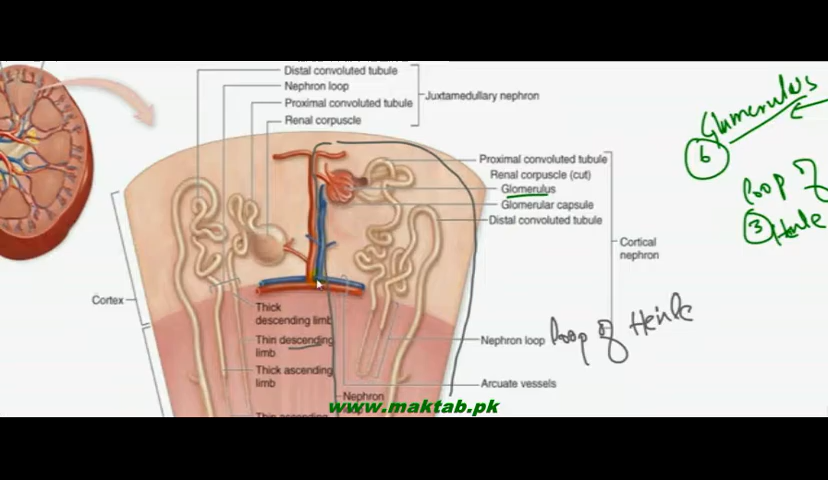 Distal convoluted tubule
Nephron loop
Proximal convoluted tubule
Renal corpuscle
Juxtamedullary nephron
Proximal convoluted tubule
Renal corpuscle (cut)
Glomerulus
Glomerular capsule
Distal convoluted tubule
Cortical
nephron
Cortex
Thick
descending limb
Thin descending
limb
Thick ascending
limb
Nephron loop
Loop of Henle
Arcuate vessels
Nephron
www.maktab.pk
Glumerulus
6
Loop of
3 Henle